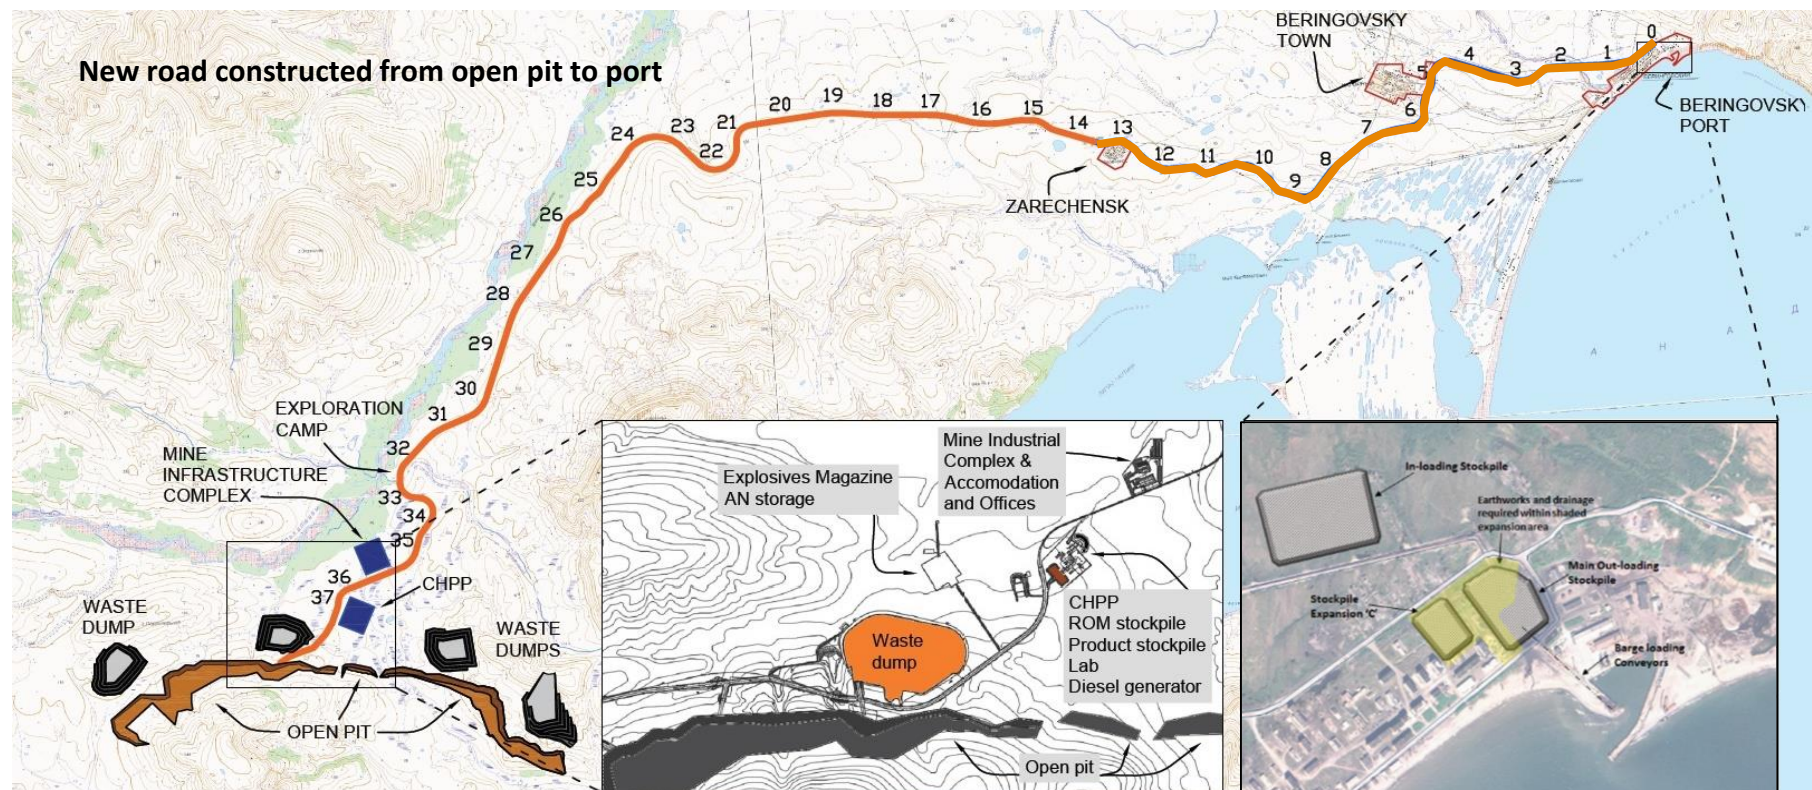 New road constructed from open pit to port
BERINGOVSKY
TOWN
BERINGOVSKY
PORT
ZARECHENSK
0
1
2
3
4
5
6
7
8
9
10
11
12
13
14
15
16
17
18
19
20
21
22
23
24
25
26
27
28
29
30
31
32
33
34
35
36
37
EXPLORATION
CAMP
MINE
INFRASTRUCTURE
COMPLEX
CHPP
WASTE
DUMP
WASTE
DUMPS
OPEN PIT
Explosives Magazine
AN storage
Mine Industrial
Complex &
Accomodation
and Offices
CHPP
ROM stockpile
Product stockpile
Lab
Diesel generator
Waste
dump
Open pit
In-loading Stockpile
Earthworks and drainage
required within shaded
expansion area
Main Out-loading
Stockpile
Stockpile
Expansion 'C'
Barge loading
Conveyors